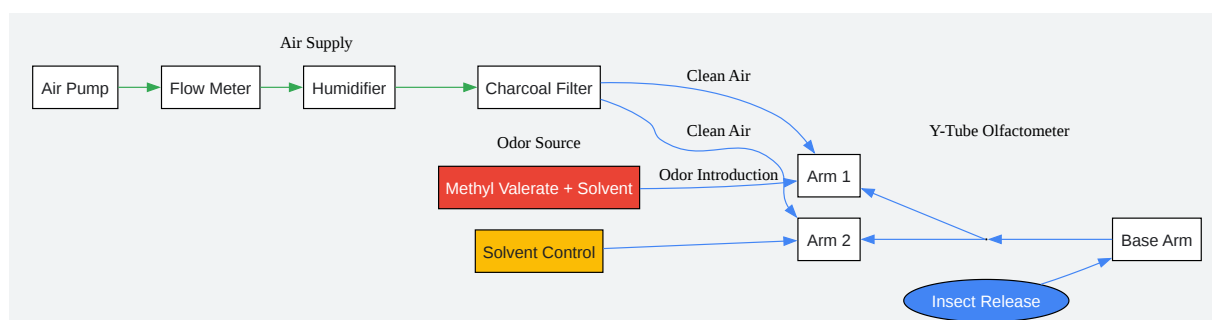 Air Supply
Air Pump
Flow Meter
Humidifier
Charcoal Filter
Clean Air
Clean Air
Y-Tube Olfactometer
Odor Source
Methyl Valerate + Solvent
Odor Introduction
Arm 1
Solvent Control
Arm 2
Base Arm
Insect Release